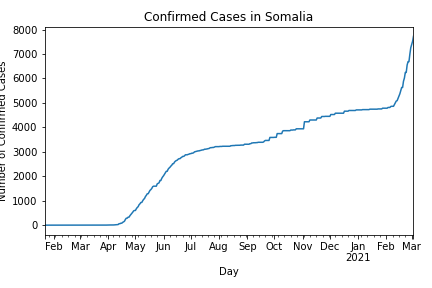 Confirmed Cases in Somalia
8000
7000
6000
5000
4000
3000
2000
1000
0
Number of Confirmed Cases
Feb Mar Apr May Jun Jul Aug Sep Oct Nov Dec Jan Feb Mar
2021
Day